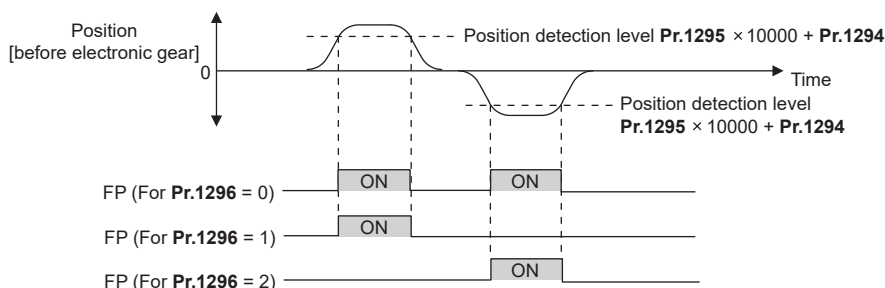 Position
[before electronic gear]
0
Position detection level Pr.1295 × 10000 + Pr.1294
Time
Position detection level
Pr.1295 × 10000 + Pr.1294
FP (For Pr.1296 = 0)
ON
ON
FP (For Pr.1296 = 1)
ON
FP (For Pr.1296 = 2)
ON